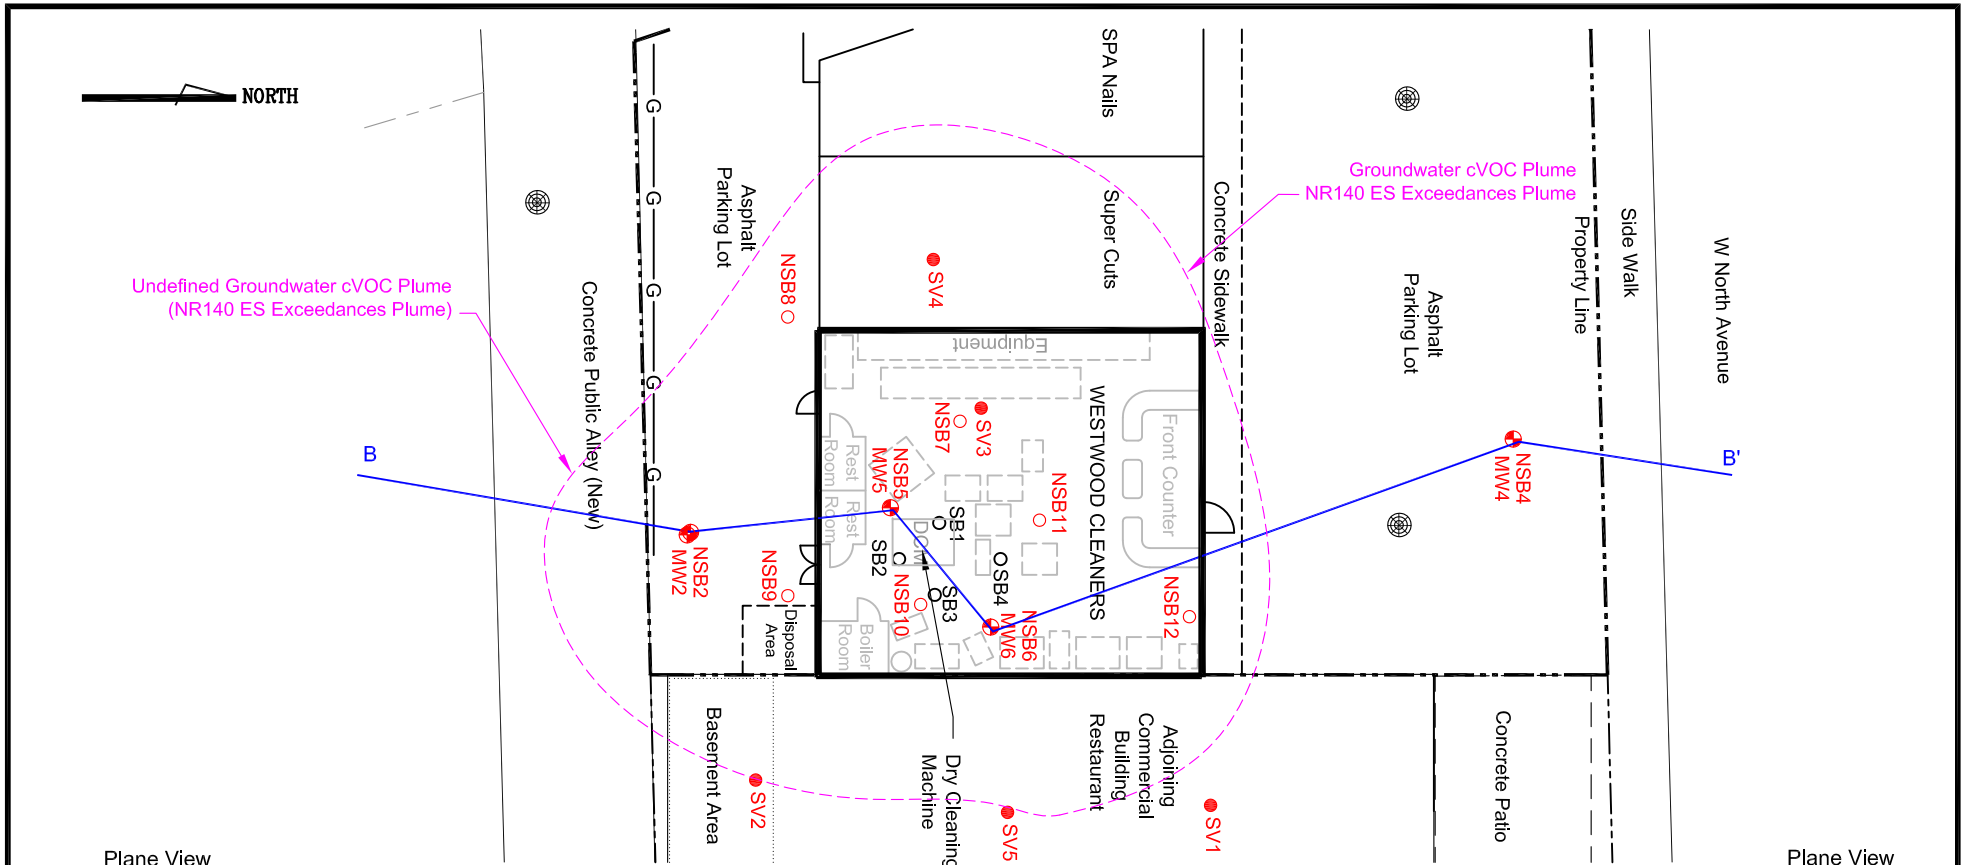 NORTH
SPA Nails
Super Cuts
Concrete Sidewalk
Groundwater cVOC Plume
NR140 ES Exceedances Plume
Asphalt
Parking Lot
Undefined Groundwater cVOC Plume
(NR140 ES Exceedances Plume)
Concrete Public Alley (New)
G
G
G
G
G
NSB8
SV4
Asphalt
Parking Lot
Property Line
Side Walk
W North Avenue
Equipment
WESTWOOD CLEANERS
Front Counter
NSB7
SV3
NSB5
MW5
Rest
Room
Rest
Room
NSB11
SB1
SB2
DCM
SB3
SB4
NSB10
NSB6
MW6
NSB12
Boiler
Room
B
B'
NSB4
MW4
NSB2
MW2
NSB9
Disposal
Area
Basement Area
SV2
Dry Cleaning
Machine
SV5
Adjoining
Commercial
Building
Restaurant
SV1
Concrete Patio
Plane View
Plane View